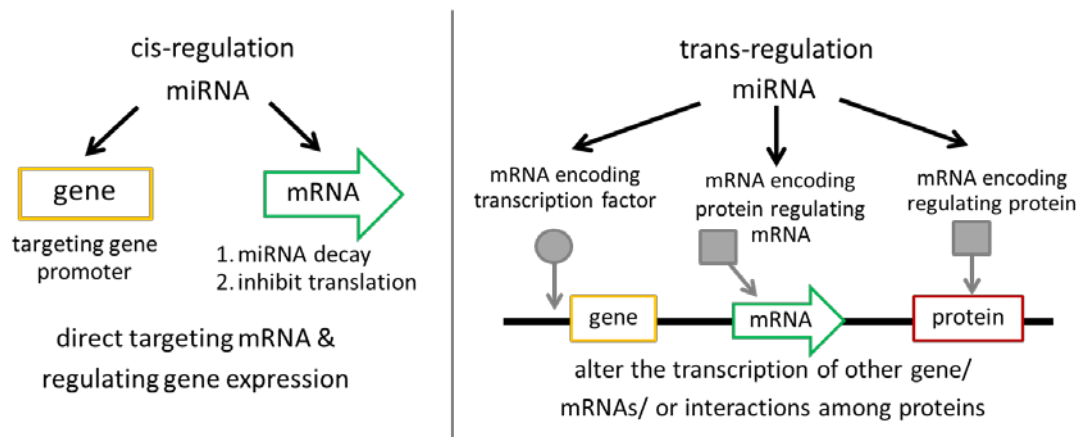 cis-regulation
miRNA
gene
mRNA
targeting gene
promoter
1. miRNA decay
2. inhibit translation
direct targeting mRNA &
regulating gene expression
trans-regulation
miRNA
mRNA encoding
transcription factor
mRNA encoding
protein regulating
mRNA
mRNA encoding
regulating protein
gene
mRNA
protein
alter the transcription of other gene/
mRNAs/ or interactions among proteins